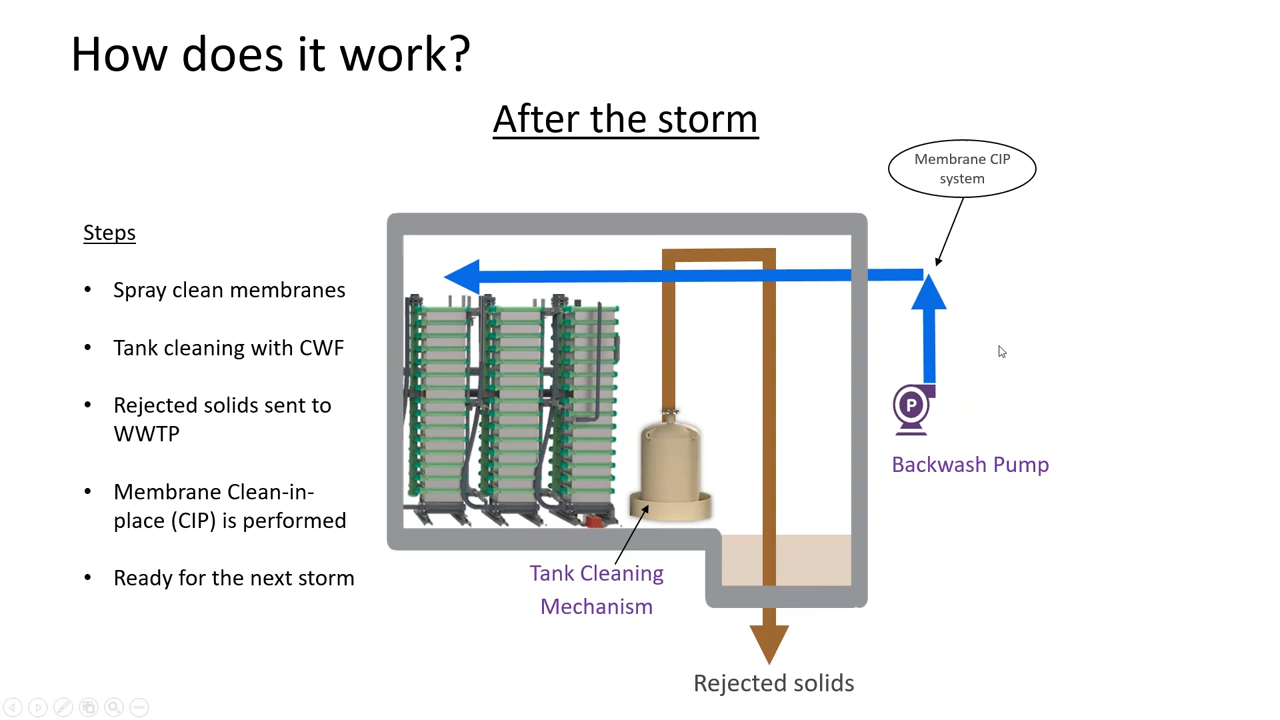 How does it work?
After the storm
Membrane CIP
system
Steps
• Spray clean membranes
• Tank cleaning with CWF
• Rejected solids sent to
WWTP
• Membrane Clean-in-
place (CIP) is performed
• Ready for the next storm
P
Backwash Pump
Tank Cleaning
Mechanism
Rejected solids